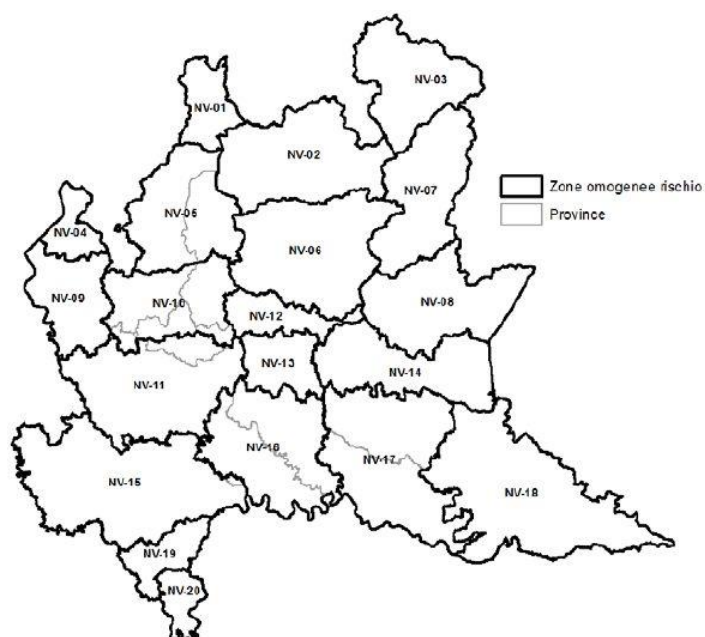 NV-03
NV-01
NV-02
NV-07
Zone omogenee rischio
NV-05
Province
NV-04
NV-06
NV-09
NV-10
NV-08
NV-12
NV-13
NV-14
NV-11
NV-16
NV-17
NV-15
NV-18
NV-19
NV-20